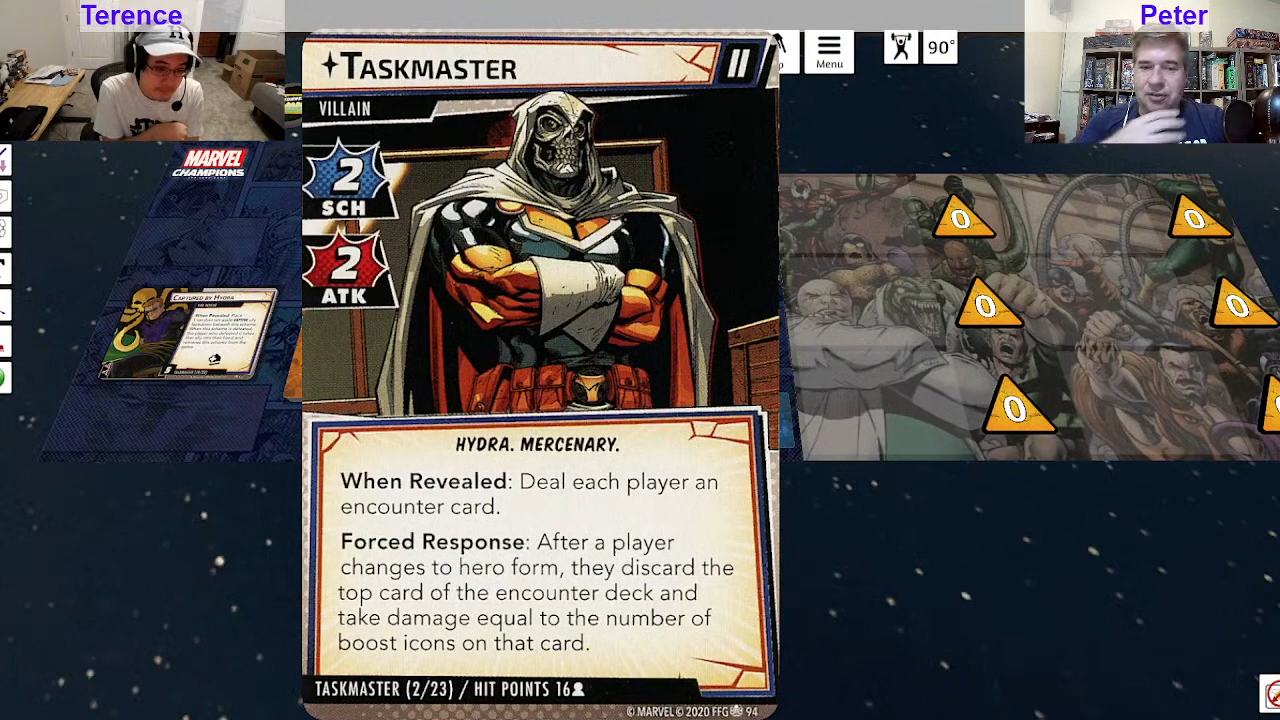 Terence
Peter
TASKMASTER
II
VILLAIN
2
SCH
2
ATK
HYDRA. MERCENARY.
When Revealed: Deal each player an
encounter card.
Forced Response: After a player
changes to hero form, they discard the
top card of the encounter deck and
take damage equal to the number of
boost icons on that card.
TASKMASTER (2/23) / HIT POINTS 16
© MARVEL © 2020 FFG 94
Menu
90°
MARVEL
CHAMPIONS
CAPTURED BY HYDRA
0
0
0
0
0